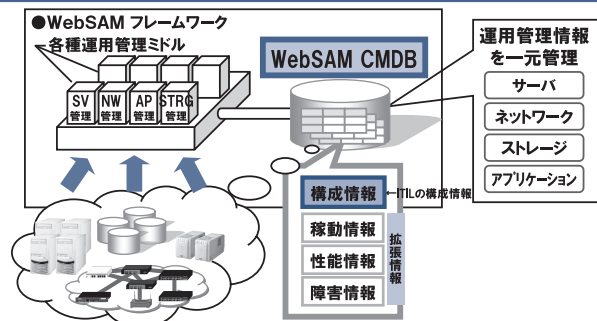 ●WebSAM フレームワーク
各種運用管理ミドル
SV
管理
NW
管理
AP
管理
STRG
管理
WebSAM CMDB
運用管理情報
を一元管理
サーバ
ネットワーク
ストレージ
アプリケーション
構成情報
←ITILの構成情報
稼動情報
性能情報
障害情報
拡張情報